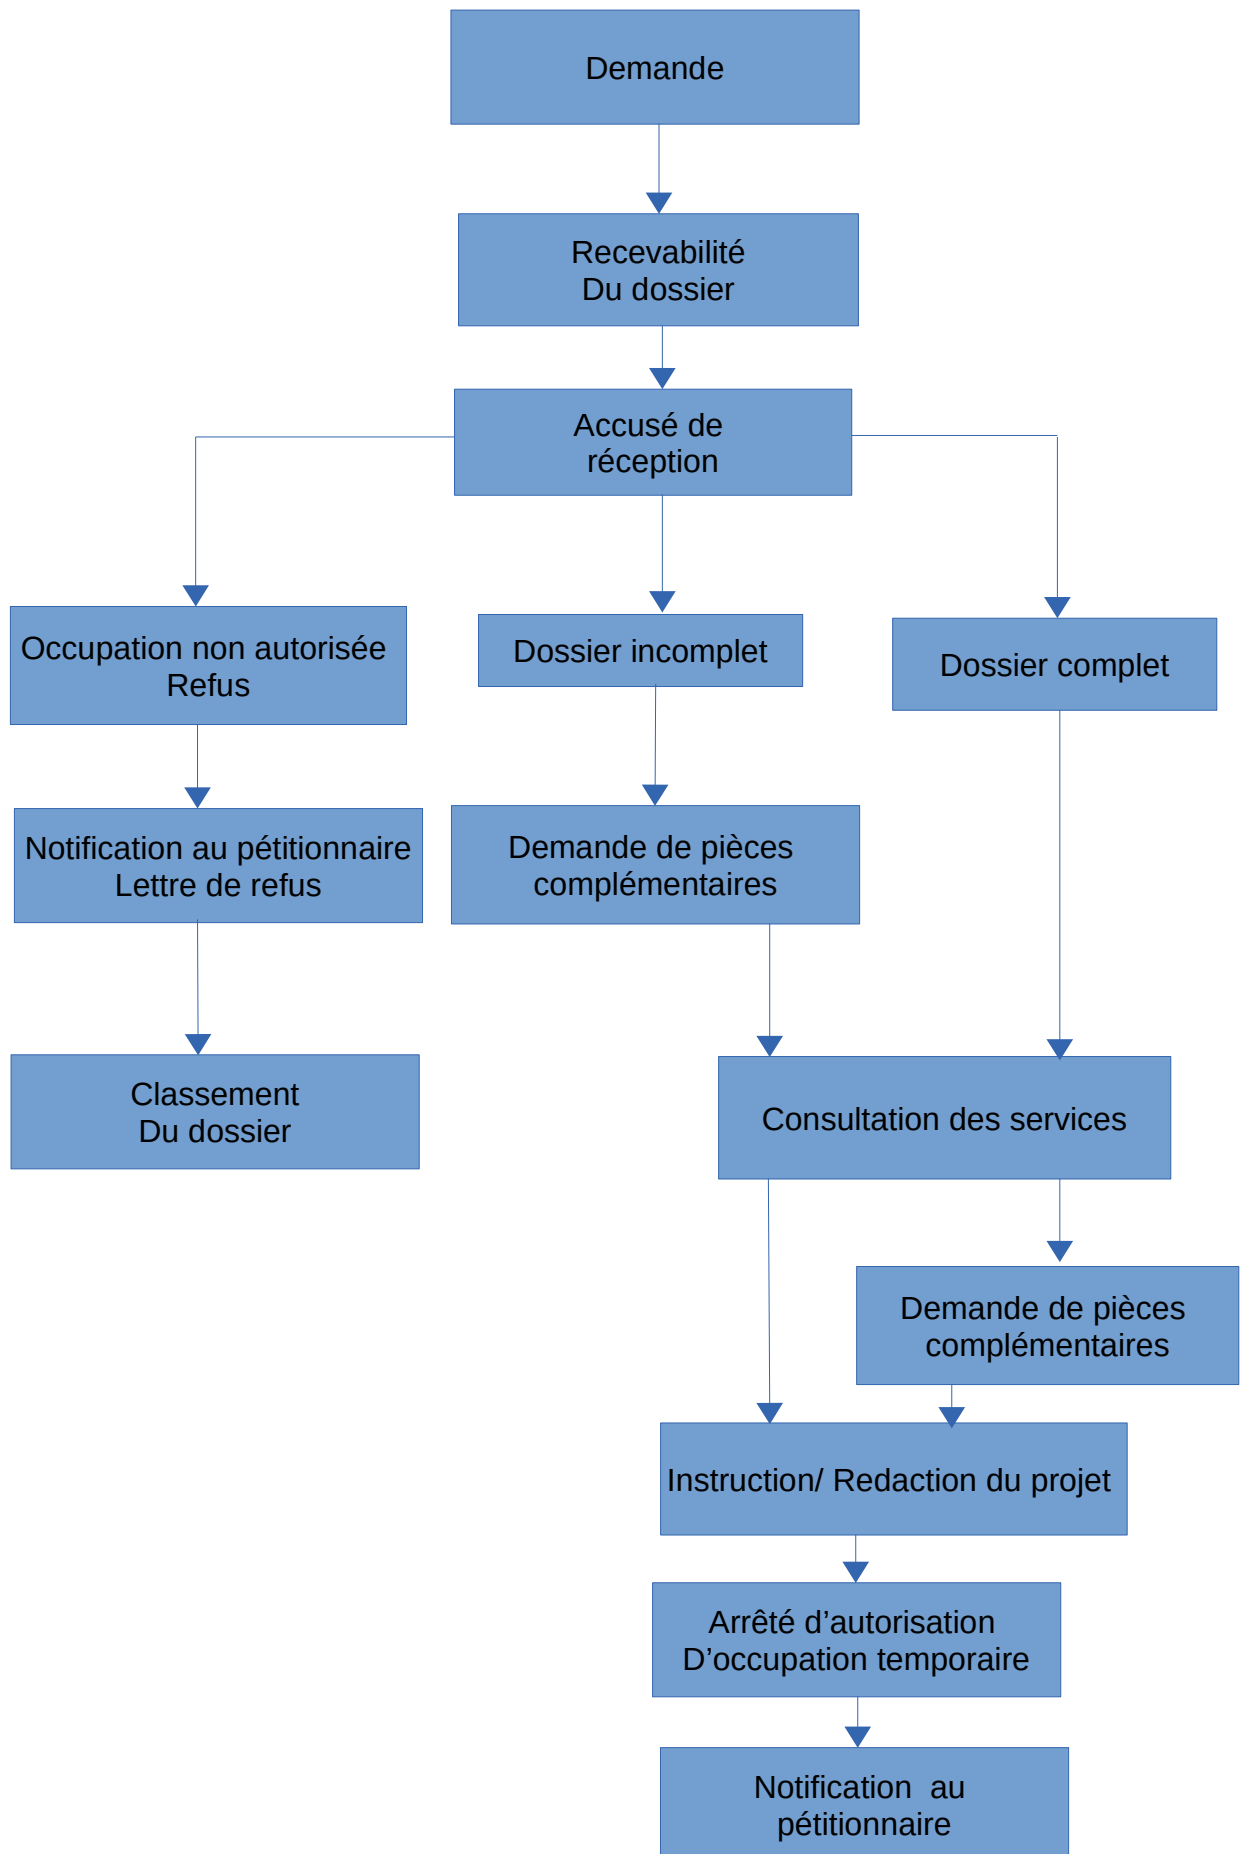 Demande
Recevabilité
Du dossier
Accusé de
réception
Occupation non autorisée
Refus
Dossier incomplet
Dossier complet
Notification au pétitionnaire
Lettre de refus
Demande de pièces
complémentaires
Classement
Du dossier
Consultation des services
Demande de pièces
complémentaires
Instruction/ Redaction du projet
Arrêté d’autorisation
D’occupation temporaire
Notification  au
pétitionnaire